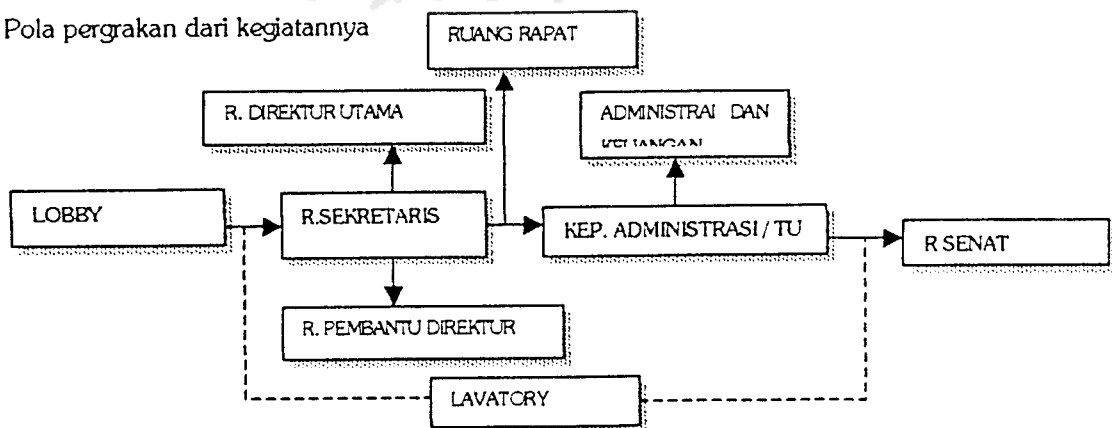 Pola pergrakan dari kegiatannya
RUANG RAPAT
R. DIREKTUR UTAMA
ADMINISTRAI DAN
KEUANGAN
LOBBY
R.SEKRETARIS
KEP. ADMINISTRASI / TU
R SENAT
R. PEMBANTU DIREKTUR
LAVATORY